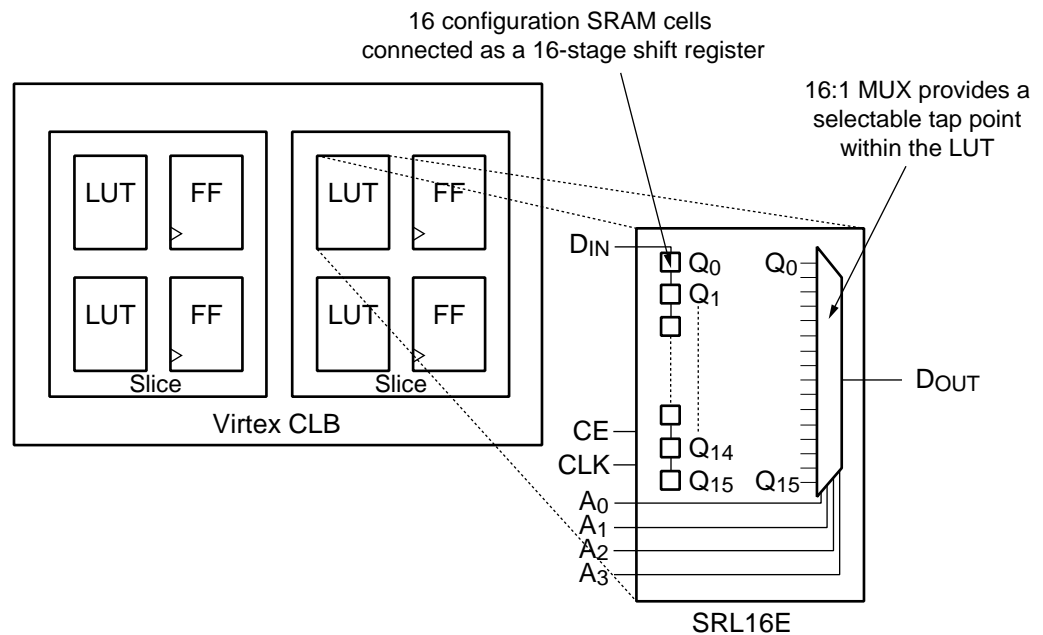 16 configuration SRAM cells
connected as a 16-stage shift register
16:1 MUX provides a
selectable tap point
within the LUT
LUT
FF
LUT
FF
LUT
FF
LUT
FF
Slice
Slice
Virtex CLB
DIN
Q0
Q0
Q1
DOUT
CE
Q14
CLK
Q15
Q15
A0
A1
A2
A3
SRL16E